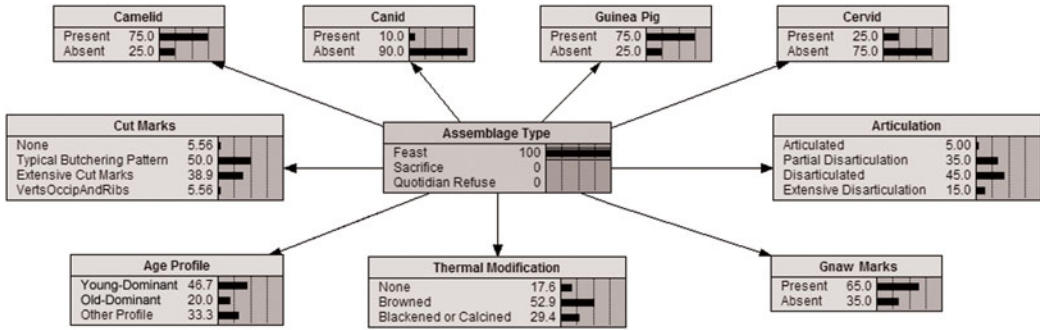 Camelid
Present 75.0
Absent 25.0
Canid
Present 10.0
Absent 90.0
Guinea Pig
Present 75.0
Absent 25.0
Cervid
Present 25.0
Absent 75.0
Cut Marks
None 5.56
Typical Butchering Pattern 50.0
Extensive Cut Marks 38.9
VertsOccipAndRibs 5.56
Assemblage Type
Feast 100
Sacrifice 0
Quotidian Refuse 0
Articulation
Articulated 5.00
Partial Disarticulation 35.0
Disarticulated 45.0
Extensive Disarticulation 15.0
Age Profile
Young-Dominant 46.7
Old-Dominant 20.0
Other Profile 33.3
Thermal Modification
None 17.6
Browned 52.9
Blackened or Calcined 29.4
Gnaw Marks
Present 65.0
Absent 35.0